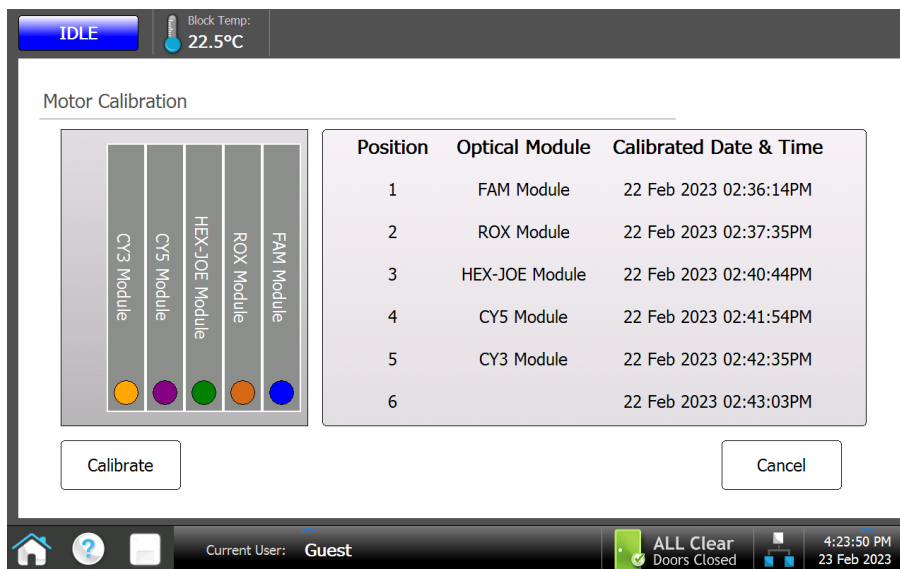 IDLE
Block Temp:
22.5°C
Motor Calibration
CY3 Module
CY5 Module
HEX-JOE Module
ROX Module
FAM Module
Position Optical Module Calibrated Date & Time
1 FAM Module 22 Feb 2023 02:36:14PM
2 ROX Module 22 Feb 2023 02:37:35PM
3 HEX-JOE Module 22 Feb 2023 02:40:44PM
4 CY5 Module 22 Feb 2023 02:41:54PM
5 CY3 Module 22 Feb 2023 02:42:35PM
6 22 Feb 2023 02:43:03PM
Calibrate
Cancel
?
Current User: Guest
ALL Clear
Doors Closed
4:23:50 PM
23 Feb 2023